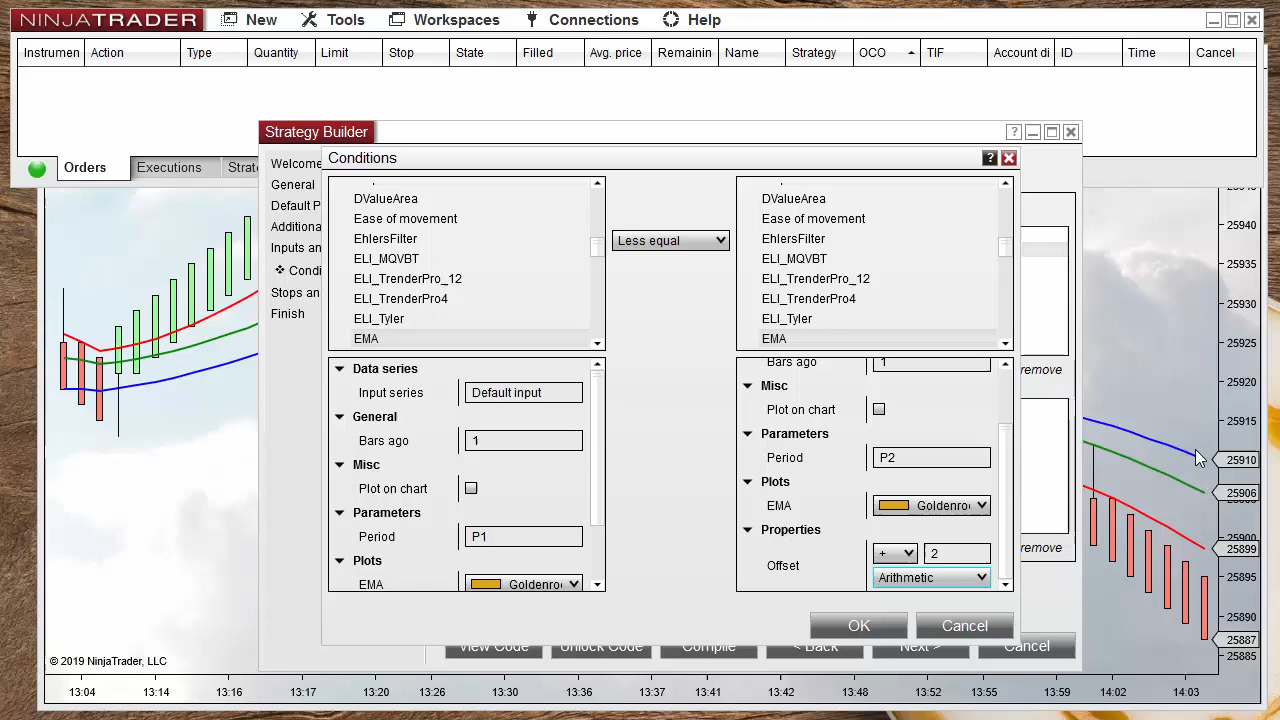 NINJATRADER New Tools Workspaces Connections Help
Instrumen Action Type Quantity Limit Stop State Filled Avg. price Remainin Name Strategy OCO TIF Account di ID Time Cancel
Orders Executions Strate
Strategy Builder
?
Welcome
General
Default P
Additiona
Inputs an
Condi
Stops an
Finish
Conditions
?
DValueArea
Ease of movement
EhlersFilter
ELI_MQVBT
ELI_TrenderPro_12
ELI_TrenderPro4
ELI_Tyler
EMA
Less equal
DValueArea
Ease of movement
EhlersFilter
ELI_MQVBT
ELI_TrenderPro_12
ELI_TrenderPro4
ELI_Tyler
EMA
Data series
Input series Default input
General
Bars ago 1
Misc
Plot on chart
Parameters
Period P1
Plots
EMA Goldenro
Bars ago 1
Misc
Plot on chart
Parameters
Period P2
Plots
EMA Goldenro
Properties
Offset + 2
Arithmetic
OK Cancel
remove
remove
View Code Unlock Code Compile < Back Next > Cancel
25940
25935
25930
25925
25920
25915
25910
25906
25900
25899
25895
25890
25887
25885
© 2019 NinjaTrader, LLC
13:04 13:14 13:16 13:17 13:20 13:26 13:36 13:37 13:41 13:42 13:48 13:52 13:55 13:59 14:02 14:03